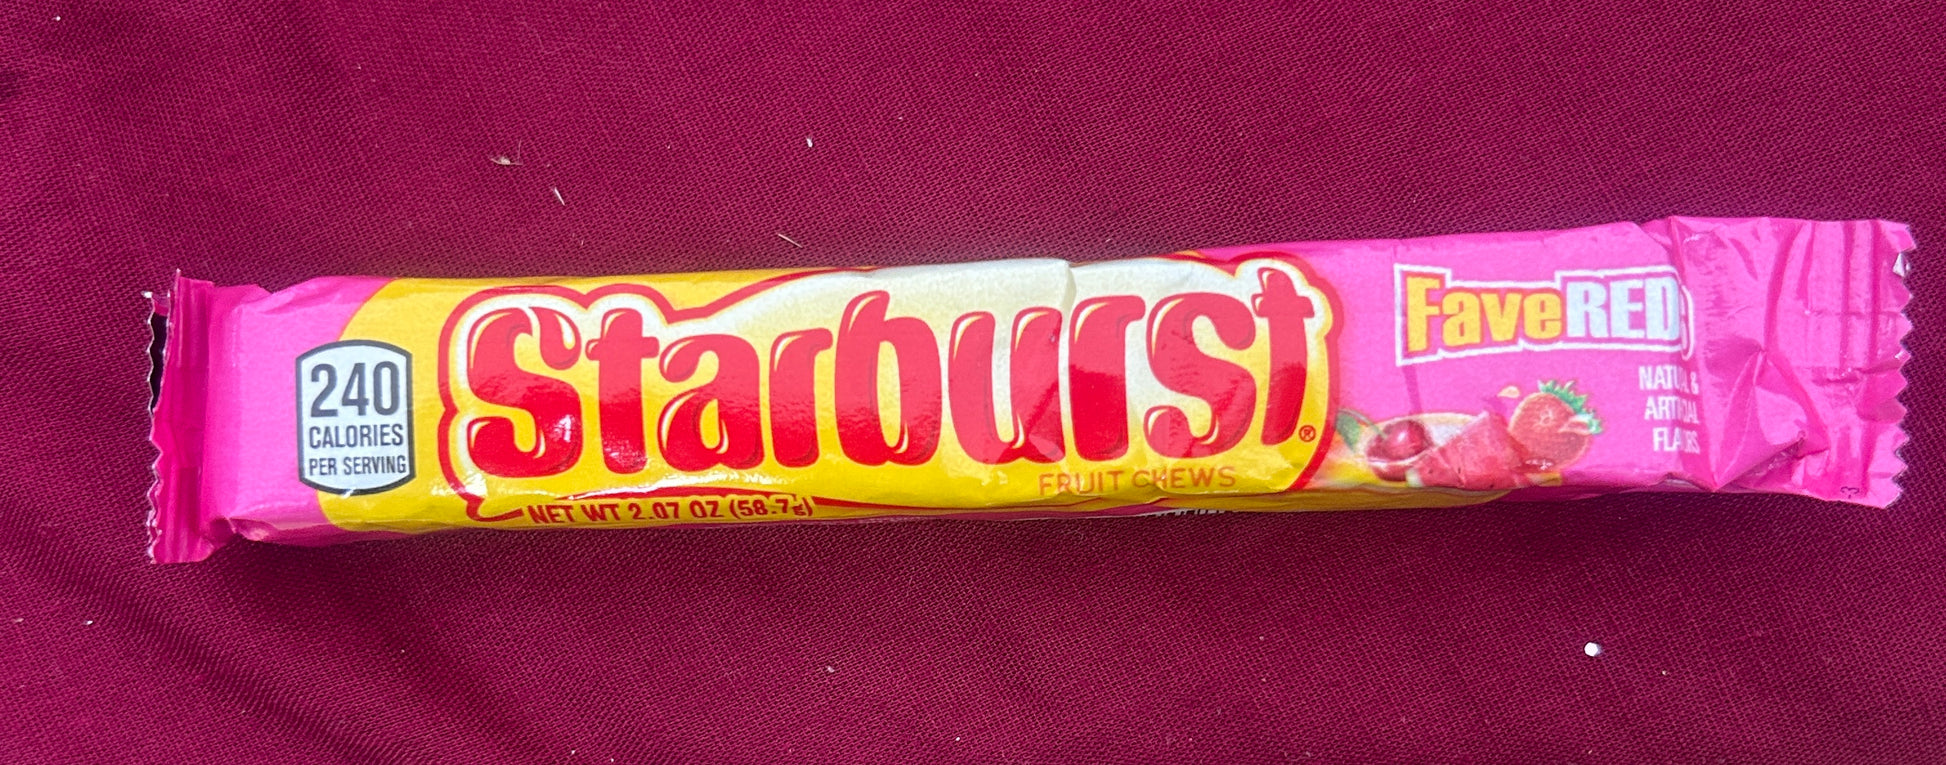 240
CALORIES
PER SERVING
Starburst®
FRUIT CHEWS
NET WT 2.07 OZ (58.7g)
FaveRED
&